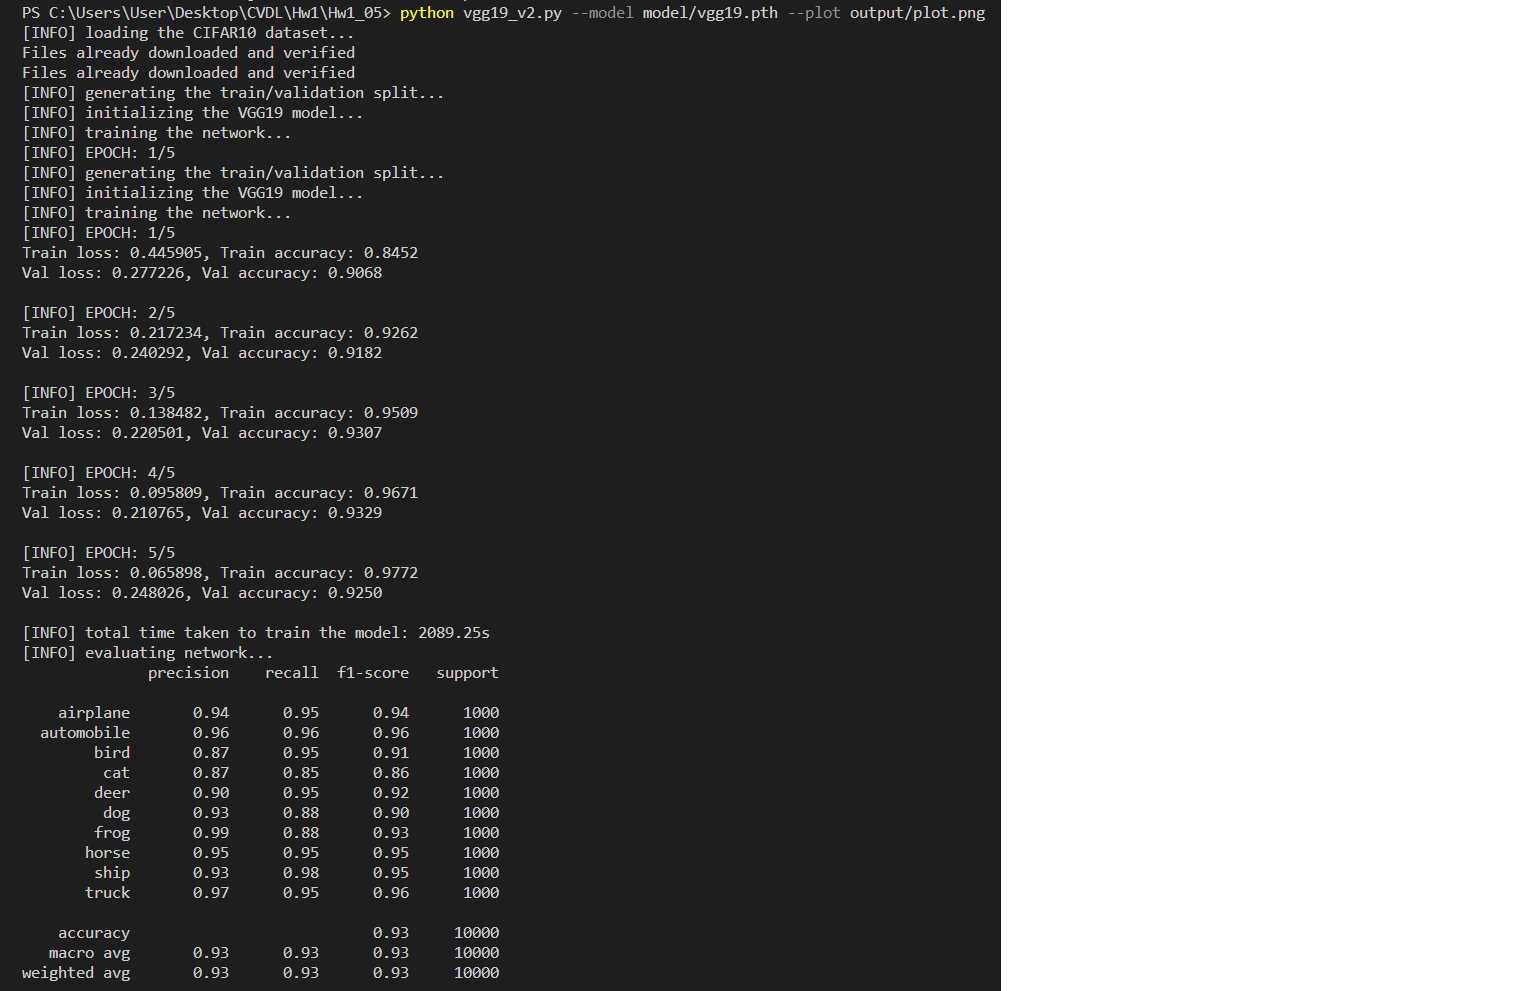 PS C:\Users\User\Desktop\CVDL\Hw1\Hw1_05> python vgg19_v2.py --model model/vgg19.pth --plot output/plot.png
[INFO] loading the CIFAR10 dataset...
Files already downloaded and verified
Files already downloaded and verified
[INFO] generating the train/validation split...
[INFO] initializing the VGG19 model...
[INFO] training the network...
[INFO] EPOCH: 1/5
[INFO] generating the train/validation split...
[INFO] initializing the VGG19 model...
[INFO] training the network...
[INFO] EPOCH: 1/5
Train loss: 0.445905, Train accuracy: 0.8452
Val loss: 0.277226, Val accuracy: 0.9068
[INFO] EPOCH: 2/5
Train loss: 0.217234, Train accuracy: 0.9262
Val loss: 0.240292, Val accuracy: 0.9182
[INFO] EPOCH: 3/5
Train loss: 0.138482, Train accuracy: 0.9509
Val loss: 0.220501, Val accuracy: 0.9307
[INFO] EPOCH: 4/5
Train loss: 0.095809, Train accuracy: 0.9671
Val loss: 0.210765, Val accuracy: 0.9329
[INFO] EPOCH: 5/5
Train loss: 0.065898, Train accuracy: 0.9772
Val loss: 0.248026, Val accuracy: 0.9250
[INFO] total time taken to train the model: 2089.25s
[INFO] evaluating network...
precision recall f1-score support
airplane 0.94 0.95 0.94 1000
automobile 0.96 0.96 0.96 1000
bird 0.87 0.95 0.91 1000
cat 0.87 0.85 0.86 1000
deer 0.90 0.95 0.92 1000
dog 0.93 0.88 0.90 1000
frog 0.99 0.88 0.93 1000
horse 0.95 0.95 0.95 1000
ship 0.93 0.98 0.95 1000
truck 0.97 0.95 0.96 1000
accuracy 0.93 10000
macro avg 0.93 0.93 0.93 10000
weighted avg 0.93 0.93 0.93 10000